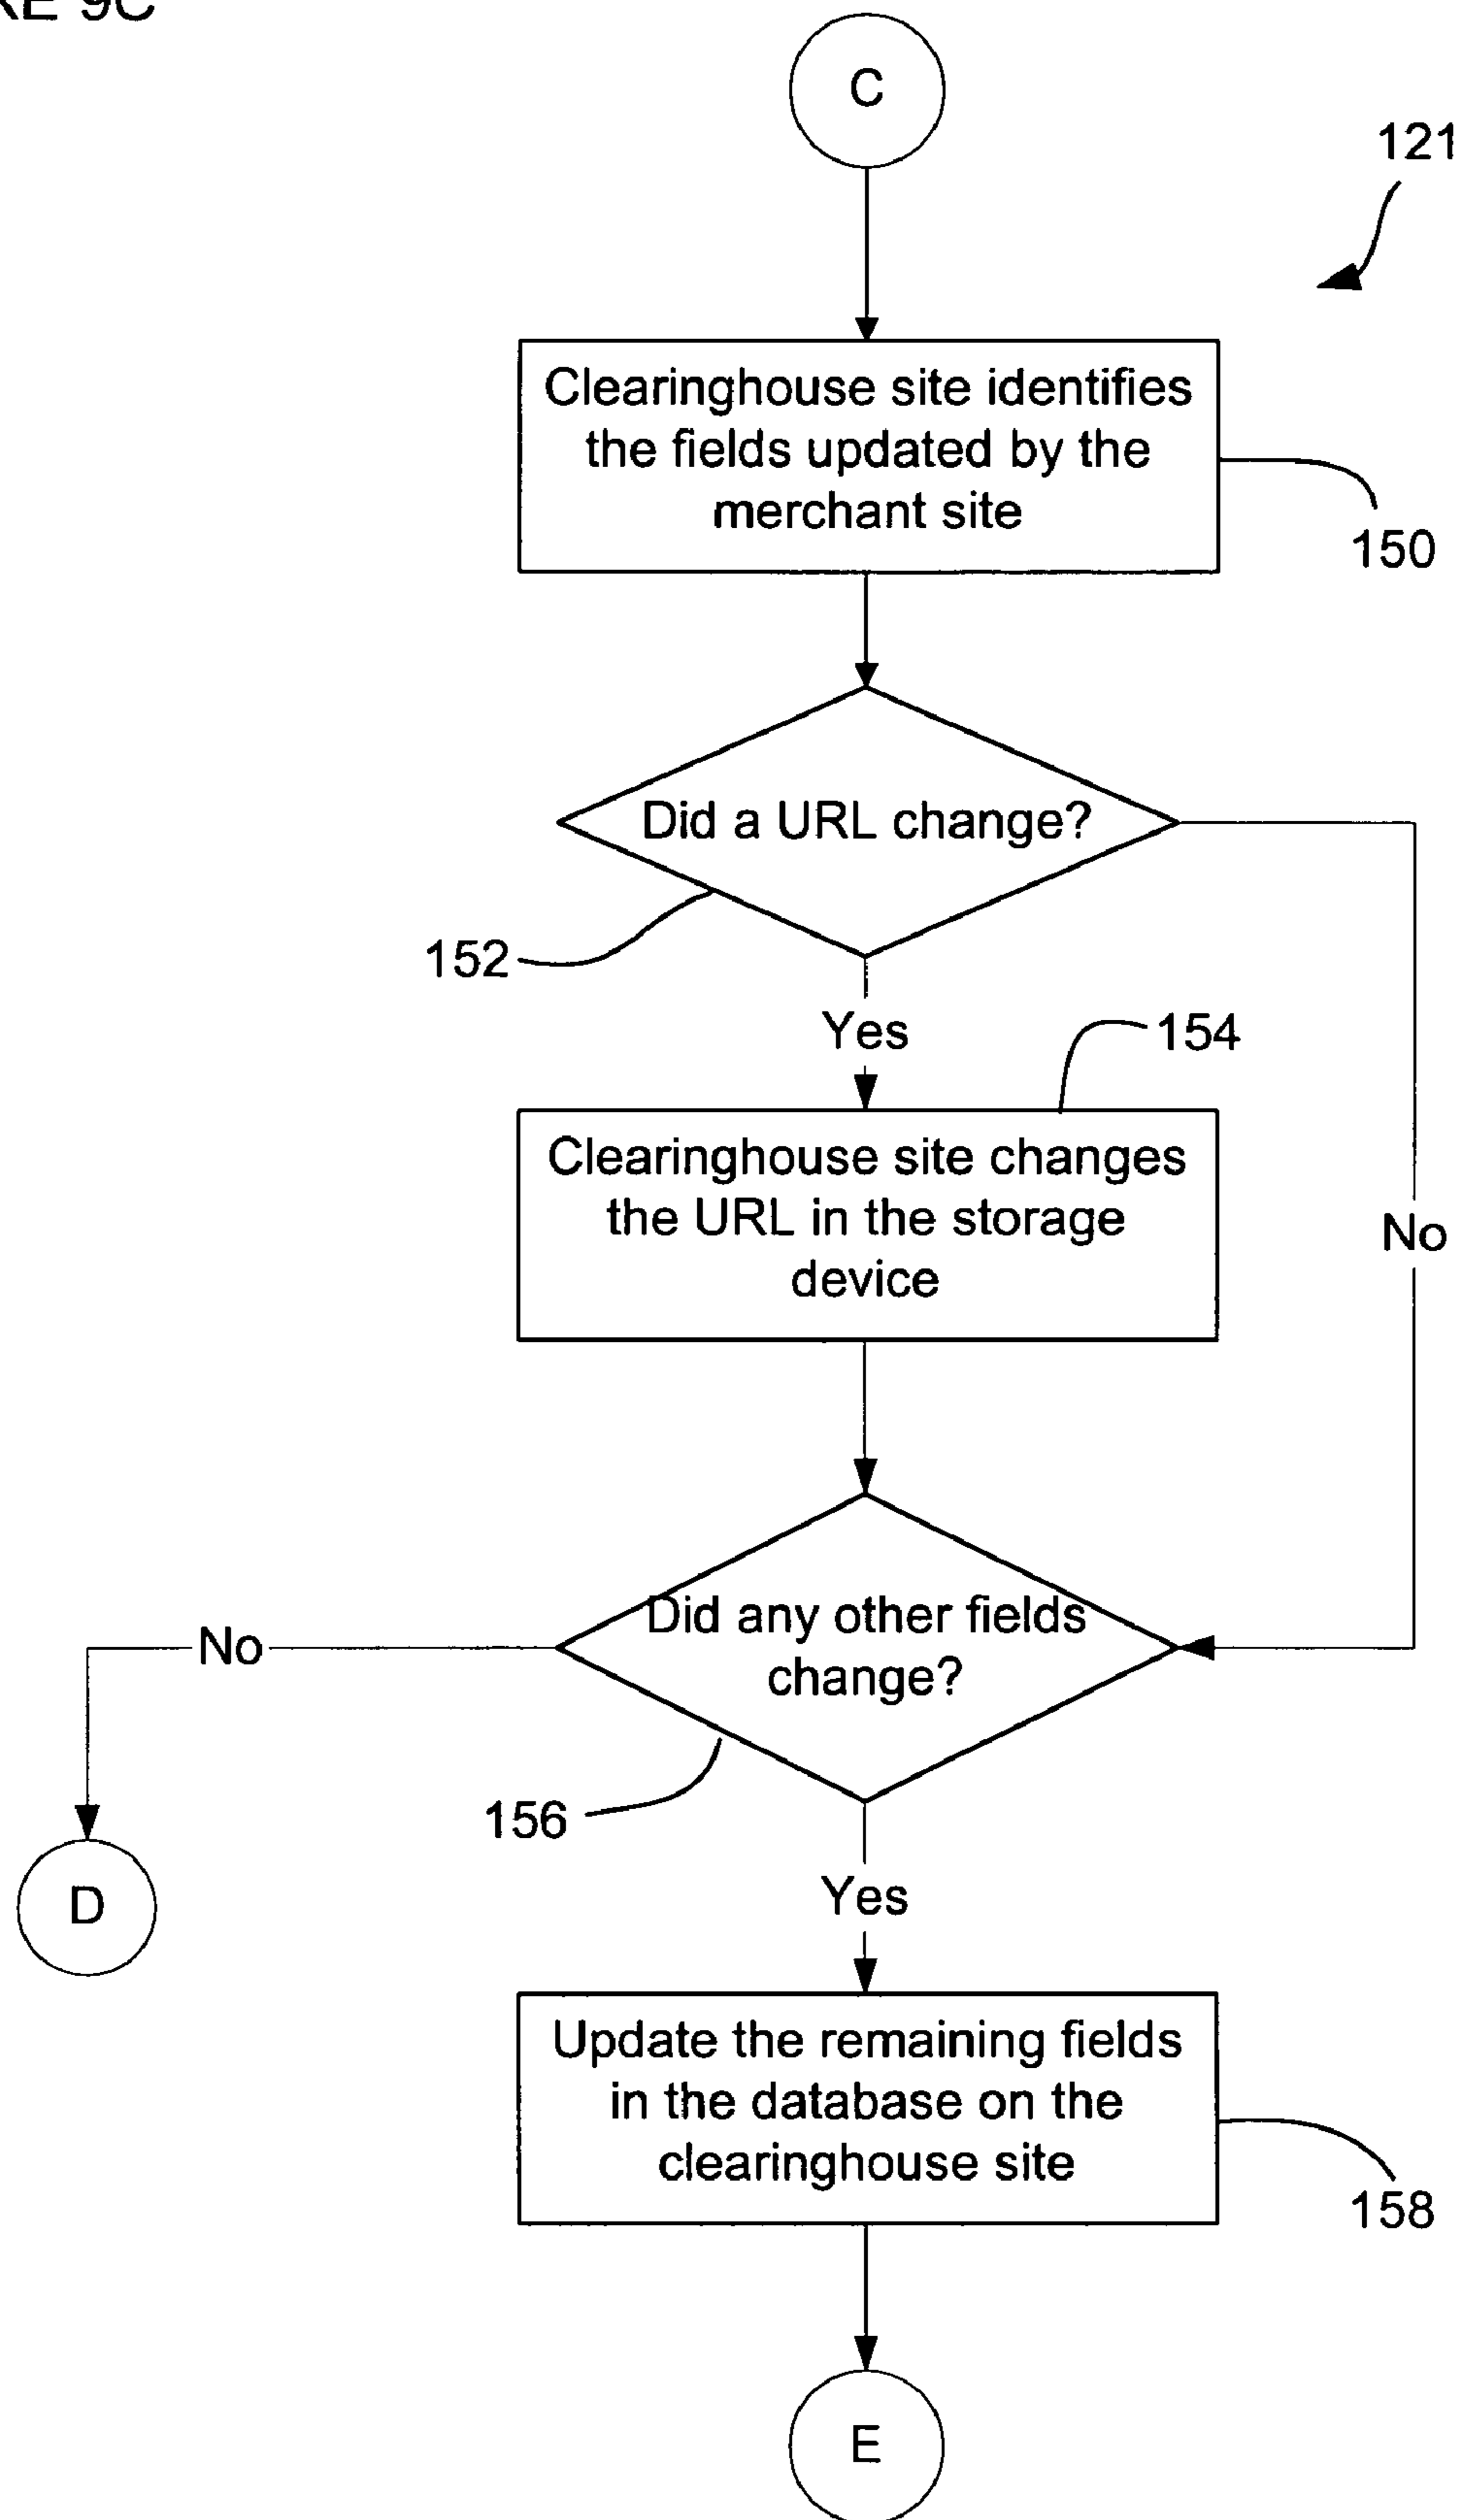 9C
C
121
Clearinghouse site identifies
the fields updated by the
merchant site
150
Did a URL change?
152
Yes
154
Clearinghouse site changes
the URL in the storage
device
No
Did any other fields
change?
No
156
D
Yes
Update the remaining fields
in the database on the
clearinghouse site
158
E